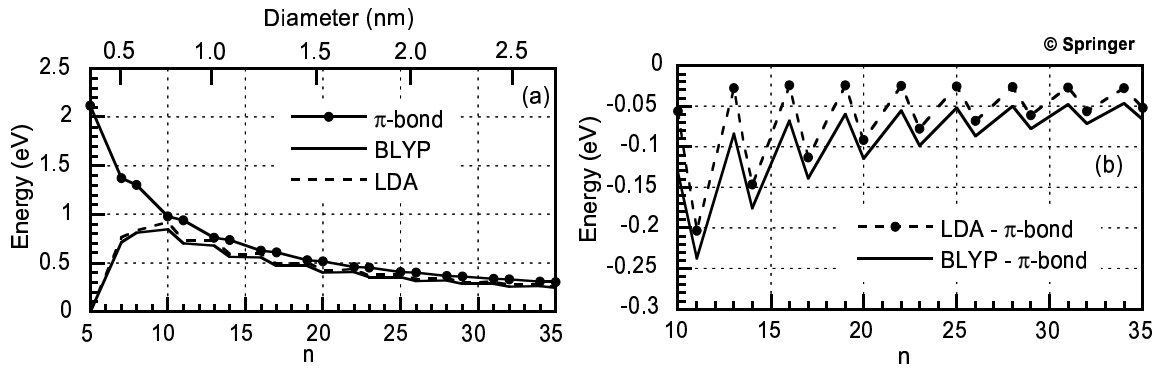 Diameter (nm)
0.5 1.0 1.5 2.0 2.5
2.5
2
1.5
1
0.5
0
Energy (eV)
(a)
π-bond
BLYP
LDA
5 10 15 20 25 30 35
n
© Springer
0
-0.05
-0.1
-0.15
-0.2
-0.25
-0.3
Energy (eV)
(b)
LDA - π-bond
BLYP - π-bond
10 15 20 25 30 35
n